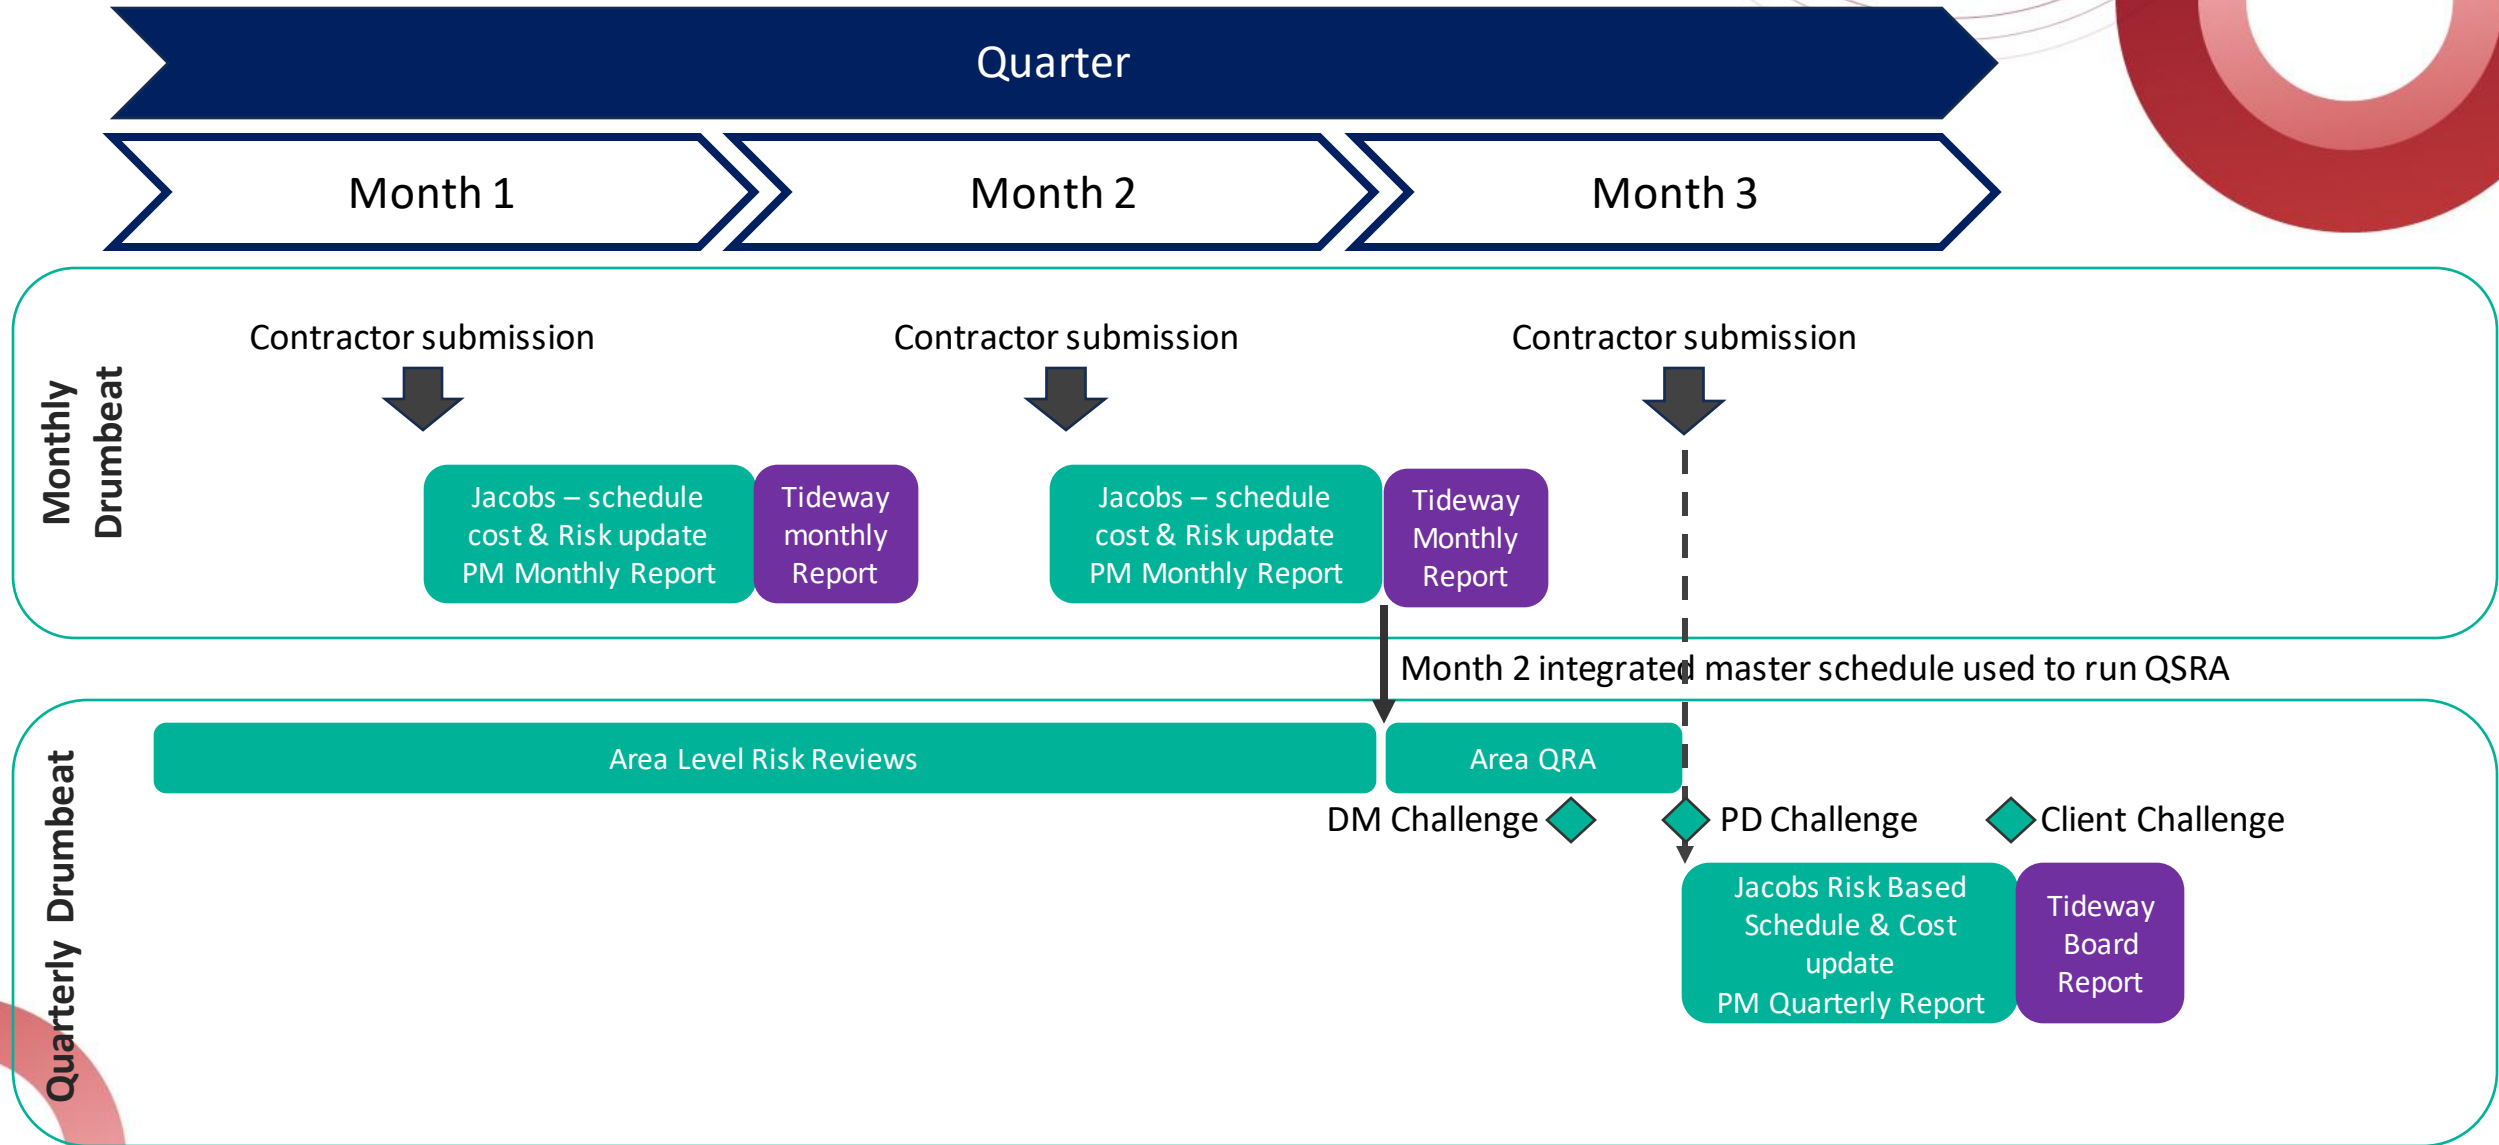 Quarter
Month 1
Month 2
Month 3
Monthly
Drumbeat
Contractor submission
Contractor submission
Contractor submission
Jacobs – schedule
cost & Risk update
PM Monthly Report
Tideway
monthly
Report
Jacobs – schedule
cost & Risk update
PM Monthly Report
Tideway
Monthly
Report
Month 2 integrated master schedule used to run QSRA
Quarterly Drumbeat
Area Level Risk Reviews
Area QRA
DM Challenge
PD Challenge
Client Challenge
Jacobs Risk Based
Schedule & Cost
update
PM Quarterly Report
Tideway
Board
Report